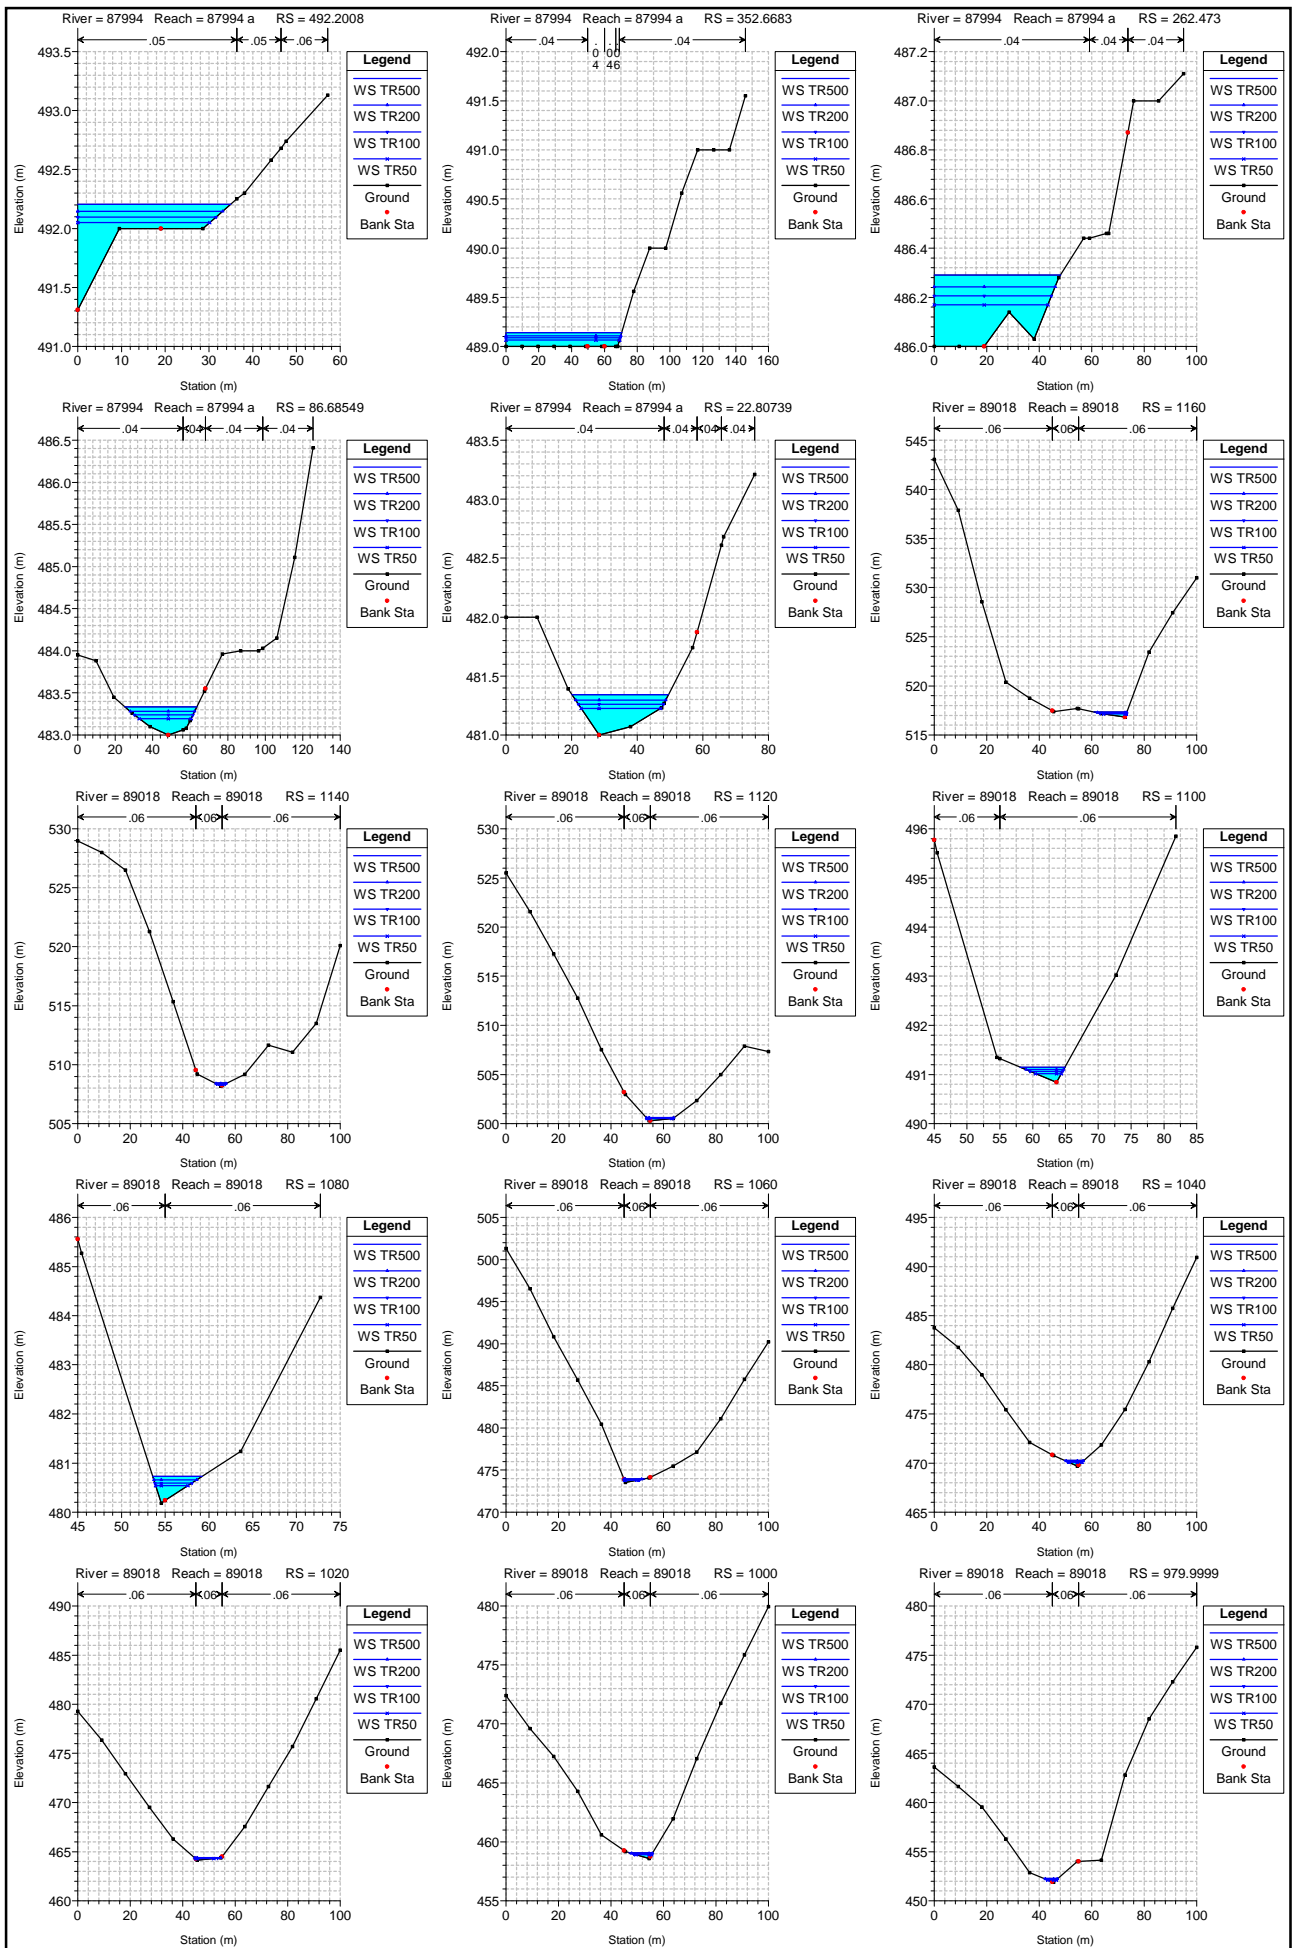 River = 87994 Reach = 87994 a RS = 492.2008
.05 .05 .06
Elevation (m)
493.5
493.0
492.5
492.0
491.5
491.0
0 10 20 30 40 50 60
Station (m)
Legend
WS TR500
WS TR200
WS TR100
WS TR50
Ground
Bank Sta
River = 87994 Reach = 87994 a RS = 352.6683
.04 .04
Elevation (m)
492.0
491.5
491.0
490.5
490.0
489.5
489.0
0 20 40 60 80 100 120 140 160
Station (m)
Legend
WS TR500
WS TR200
WS TR100
WS TR50
Ground
Bank Sta
River = 87994 Reach = 87994 a RS = 262.473
.04 .04 .04
Elevation (m)
487.2
487.0
486.8
486.6
486.4
486.2
486.0
0 20 40 60 80 100
Station (m)
Legend
WS TR500
WS TR200
WS TR100
WS TR50
Ground
Bank Sta
River = 87994 Reach = 87994 a RS = 86.68549
.04 .04 .04 .04
Elevation (m)
486.5
486.0
485.5
485.0
484.5
484.0
483.5
483.0
0 20 40 60 80 100 120 140
Station (m)
Legend
WS TR500
WS TR200
WS TR100
WS TR50
Ground
Bank Sta
River = 87994 Reach = 87994 a RS = 22.80739
.04 .04 .04 .04
Elevation (m)
483.5
483.0
482.5
482.0
481.5
481.0
0 20 40 60 80
Station (m)
Legend
WS TR500
WS TR200
WS TR100
WS TR50
Ground
Bank Sta
River = 89018 Reach = 89018 RS = 1160
.06 .06 .06
Elevation (m)
545
540
535
530
525
520
515
0 20 40 60 80 100
Station (m)
Legend
WS TR500
WS TR200
WS TR100
WS TR50
Ground
Bank Sta
River = 89018 Reach = 89018 RS = 1140
.06 .06 .06
Elevation (m)
530
525
520
515
510
505
0 20 40 60 80 100
Station (m)
Legend
WS TR500
WS TR200
WS TR100
WS TR50
Ground
Bank Sta
River = 89018 Reach = 89018 RS = 1120
.06 .06 .06
Elevation (m)
530
525
520
515
510
505
500
0 20 40 60 80 100
Station (m)
Legend
WS TR500
WS TR200
WS TR100
WS TR50
Ground
Bank Sta
River = 89018 Reach = 89018 RS = 1100
.06 .06
Elevation (m)
496
495
494
493
492
491
490
45 50 55 60 65 70 75 80 85
Station (m)
Legend
WS TR500
WS TR200
WS TR100
WS TR50
Ground
Bank Sta
River = 89018 Reach = 89018 RS = 1080
.06 .06
Elevation (m)
486
485
484
483
482
481
480
45 50 55 60 65 70 75
Station (m)
Legend
WS TR500
WS TR200
WS TR100
WS TR50
Ground
Bank Sta
River = 89018 Reach = 89018 RS = 1060
.06 .06 .06
Elevation (m)
505
500
495
490
485
480
475
470
0 20 40 60 80 100
Station (m)
Legend
WS TR500
WS TR200
WS TR100
WS TR50
Ground
Bank Sta
River = 89018 Reach = 89018 RS = 1040
.06 .06 .06
Elevation (m)
495
490
485
480
475
470
465
0 20 40 60 80 100
Station (m)
Legend
WS TR500
WS TR200
WS TR100
WS TR50
Ground
Bank Sta
River = 89018 Reach = 89018 RS = 1020
.06 .06 .06
Elevation (m)
490
485
480
475
470
465
460
0 20 40 60 80 100
Station (m)
Legend
WS TR500
WS TR200
WS TR100
WS TR50
Ground
Bank Sta
River = 89018 Reach = 89018 RS = 1000
.06 .06 .06
Elevation (m)
480
475
470
465
460
455
0 20 40 60 80 100
Station (m)
Legend
WS TR500
WS TR200
WS TR100
WS TR50
Ground
Bank Sta
River = 89018 Reach = 89018 RS = 979.9999
.06 .06 .06
Elevation (m)
480
475
470
465
460
455
450
0 20 40 60 80 100
Station (m)
Legend
WS TR500
WS TR200
WS TR100
WS TR50
Ground
Bank Sta